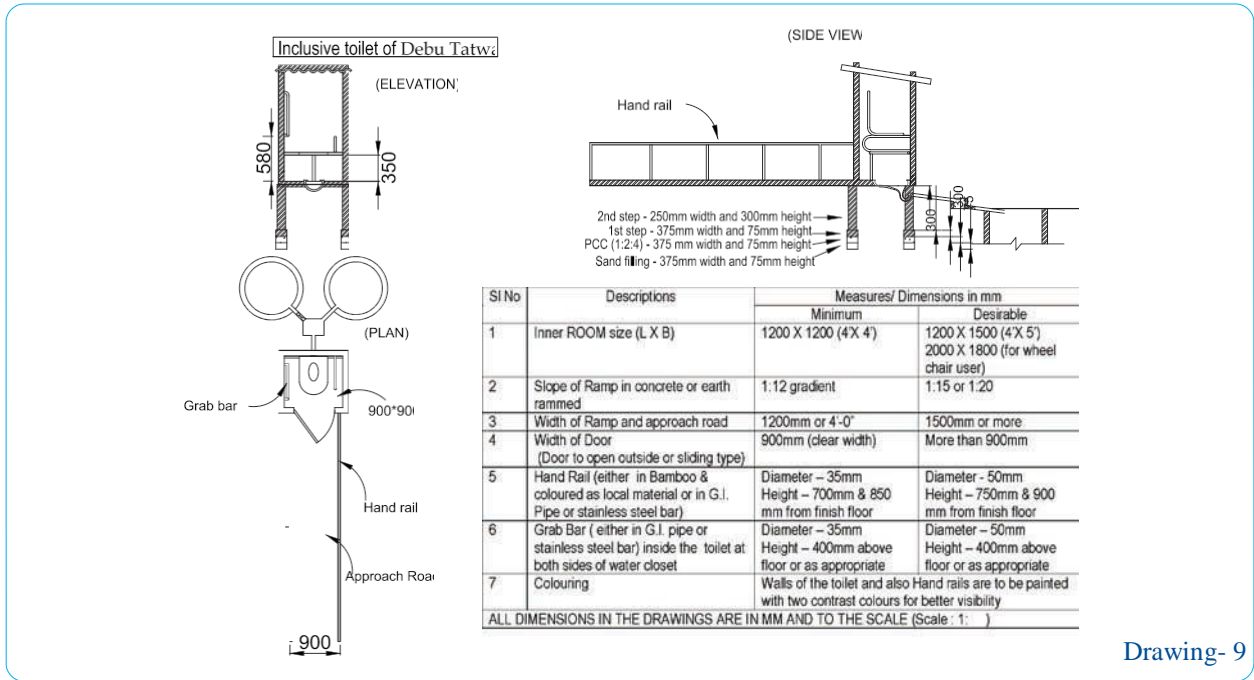 Inclusive toilet of Debu Tatwa
(ELEVATION)
580
350
(PLAN)
Grab bar
900*900
Hand rail
Approach Road
900
(SIDE VIEW
Hand rail
2nd step - 250mm width and 300mm height
1st step - 375mm width and 75mm height
PCC (1:2:4) - 375 mm width and 75mm height
Sand filling - 375mm width and 75mm height
300
300
Sl No Descriptions Measures/ Dimensions in mm
Minimum Desirable
1 Inner ROOM size (L X B) 1200 X 1200 (4'X 4') 1200 X 1500 (4'X 5')
2000 X 1800 (for wheel
chair user)
2 Slope of Ramp in concrete or earth 1:12 gradient 1:15 or 1:20
rammed
3 Width of Ramp and approach road 1200mm or 4'-0" 1500mm or more
4 Width of Door 900mm (clear width) More than 900mm
(Door to open outside or sliding type)
5 Hand Rail (either in Bamboo & Diameter – 35mm Diameter - 50mm
coloured as local material or in G.I. Height – 700mm & 850 Height – 750mm & 900
Pipe or stainless steel bar) mm from finish floor mm from finish floor
6 Grab Bar ( either in G.I. pipe or Diameter – 35mm Diameter – 50mm
stainless steel bar) inside the toilet at Height – 400mm above Height – 400mm above
both sides of water closet floor or as appropriate floor or as appropriate
7 Colouring Walls of the toilet and also Hand rails are to be painted
with two contrast colours for better visibility
ALL DIMENSIONS IN THE DRAWINGS ARE IN MM AND TO THE SCALE (Scale : 1: )
Drawing- 9